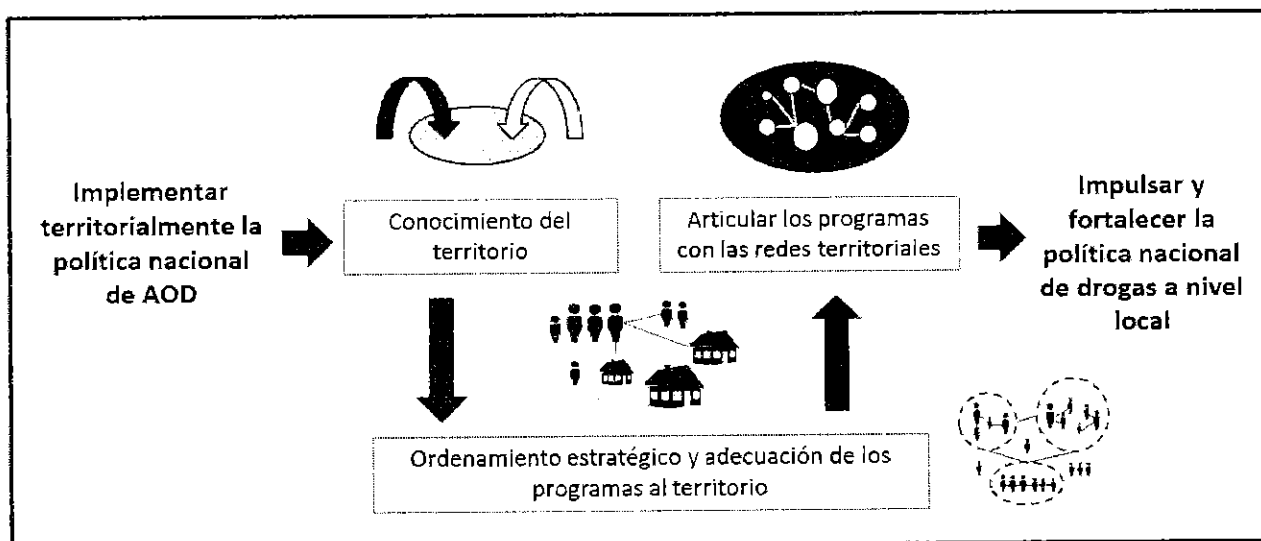 Implementar
territorialmente la
política nacional
de AOD
Conocimiento del
territorio
Articular los programas
con las redes territoriales
Impulsar y
fortalecer la
política nacional
de drogas a nivel
local
Ordenamiento estratégico y adecuación de los
programas al territorio